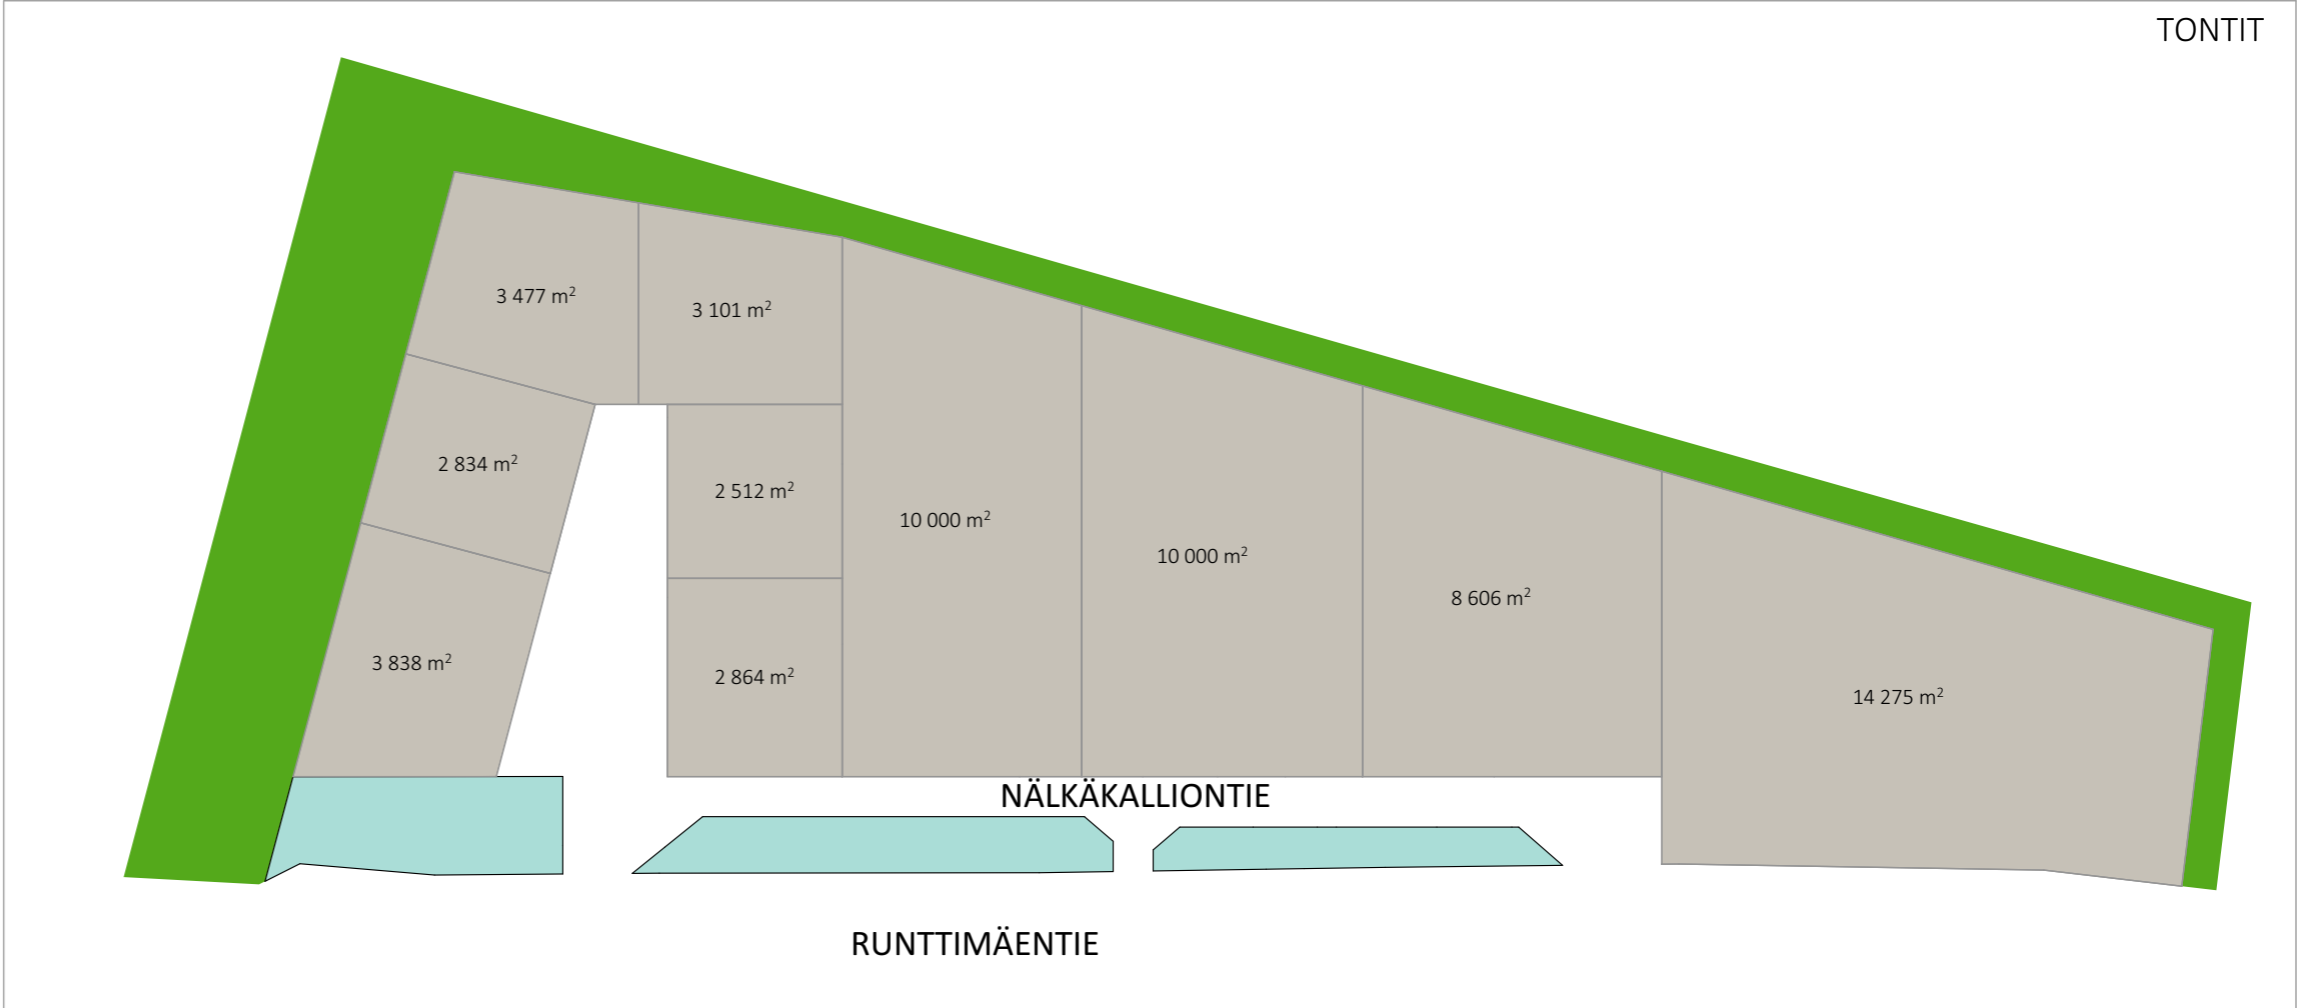 TONTIT
3 477 m²
3 101 m²
2 834 m²
2 512 m²
10 000 m²
10 000 m²
8 606 m²
3 838 m²
2 864 m²
14 275 m²
NÄLKÄKALLIONTIE
RUNTTIMÄENTIE